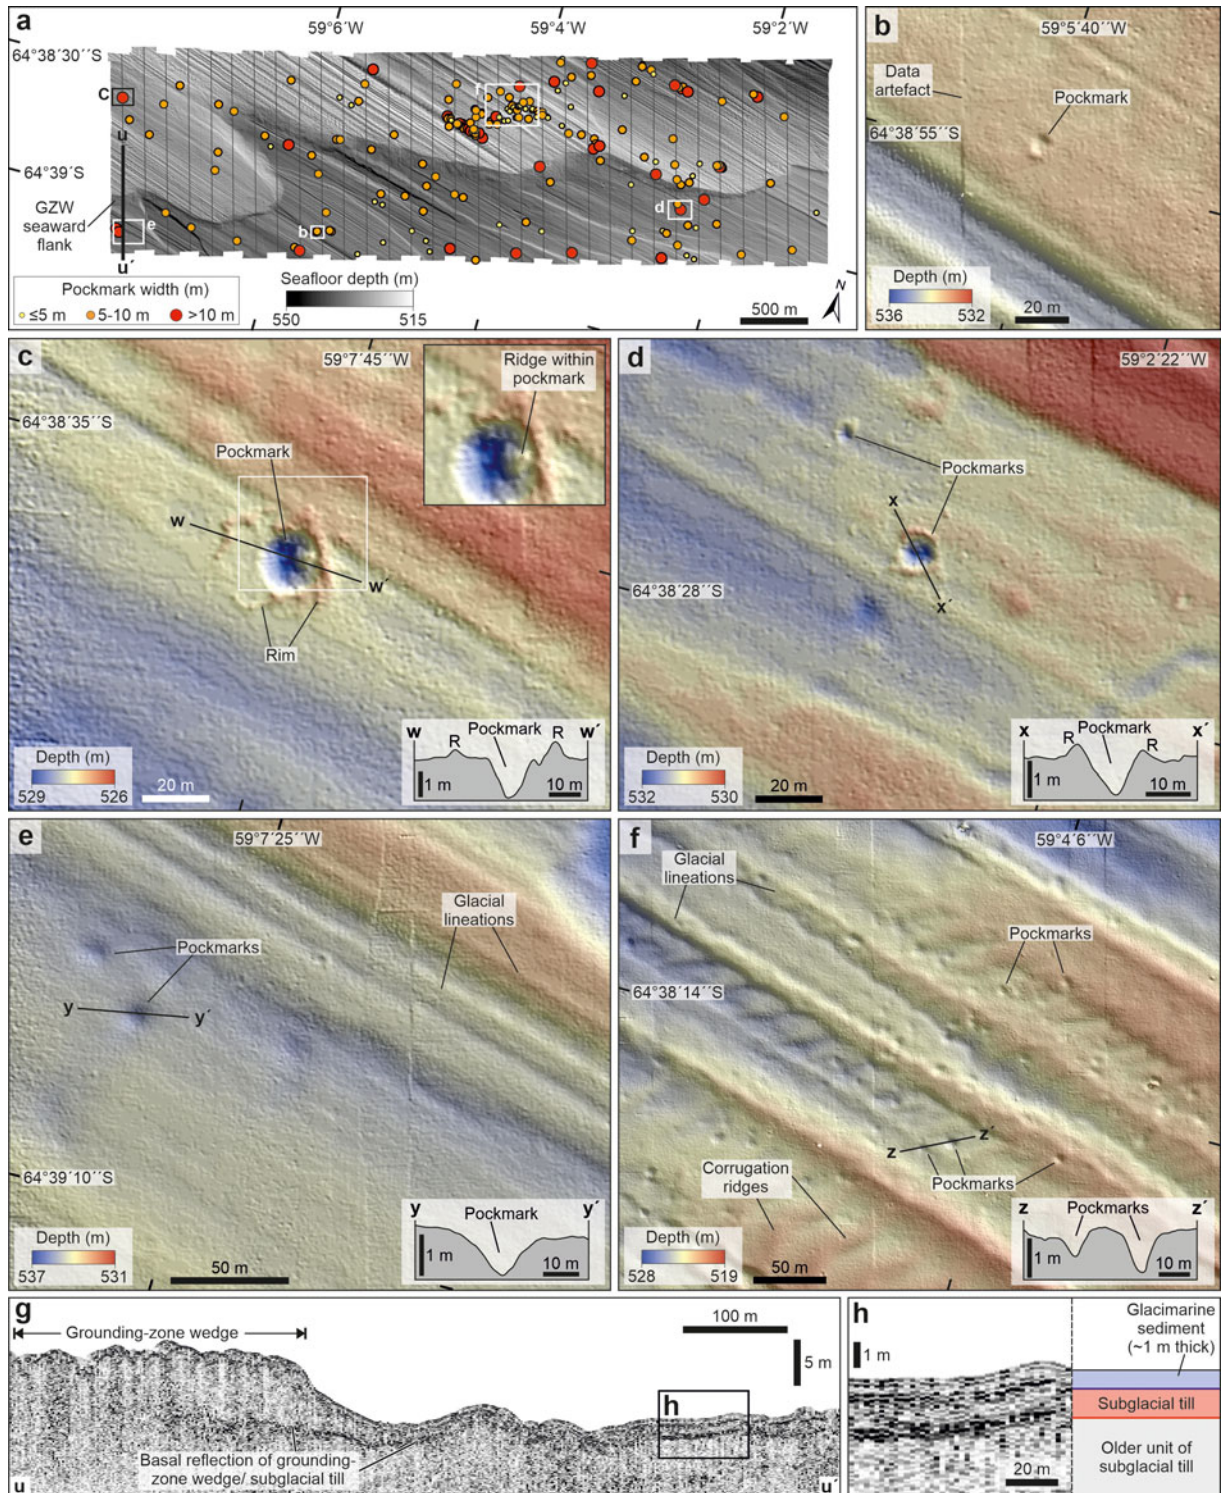 a
59°6´W
59°4´W
59°2´W
64°38´30´´S
64°39´S
C
u
GZW
seaward
flank
e
u´
b
f
d
Pockmark width (m)
≤5 m
5-10 m
>10 m
Seafloor depth (m)
550
515
500 m
N
b
59°5´40´´W
Data
artefact
Pockmark
64°38´55´´S
Depth (m)
536
532
20 m
c
59°7´45´´W
64°38´35´´S
Ridge within
pockmark
Pockmark
w
w´
Rim
Depth (m)
529
526
20 m
w
w´
Pockmark
R
R
1 m
10 m
d
59°2´22´´W
Pockmarks
x
x´
64°38´28´´S
Depth (m)
532
530
20 m
x
x´
Pockmark
R
R
1 m
10 m
e
59°7´25´´W
Glacial
lineations
Pockmarks
y
y´
64°39´10´´S
Depth (m)
537
531
50 m
y
y´
Pockmark
1 m
10 m
f
59°4´6´´W
Glacial
lineations
Pockmarks
64°38´14´´S
z
z´
Pockmarks
Corrugation
ridges
Depth (m)
528
519
50 m
z
z´
Pockmarks
1 m
10 m
g
Grounding-zone wedge
100 m
5 m
h
Basal reflection of grounding-
zone wedge/ subglacial till
u
u´
h
1 m
Glacimarine
sediment
(~1 m thick)
Subglacial till
Older unit of
subglacial till
20 m